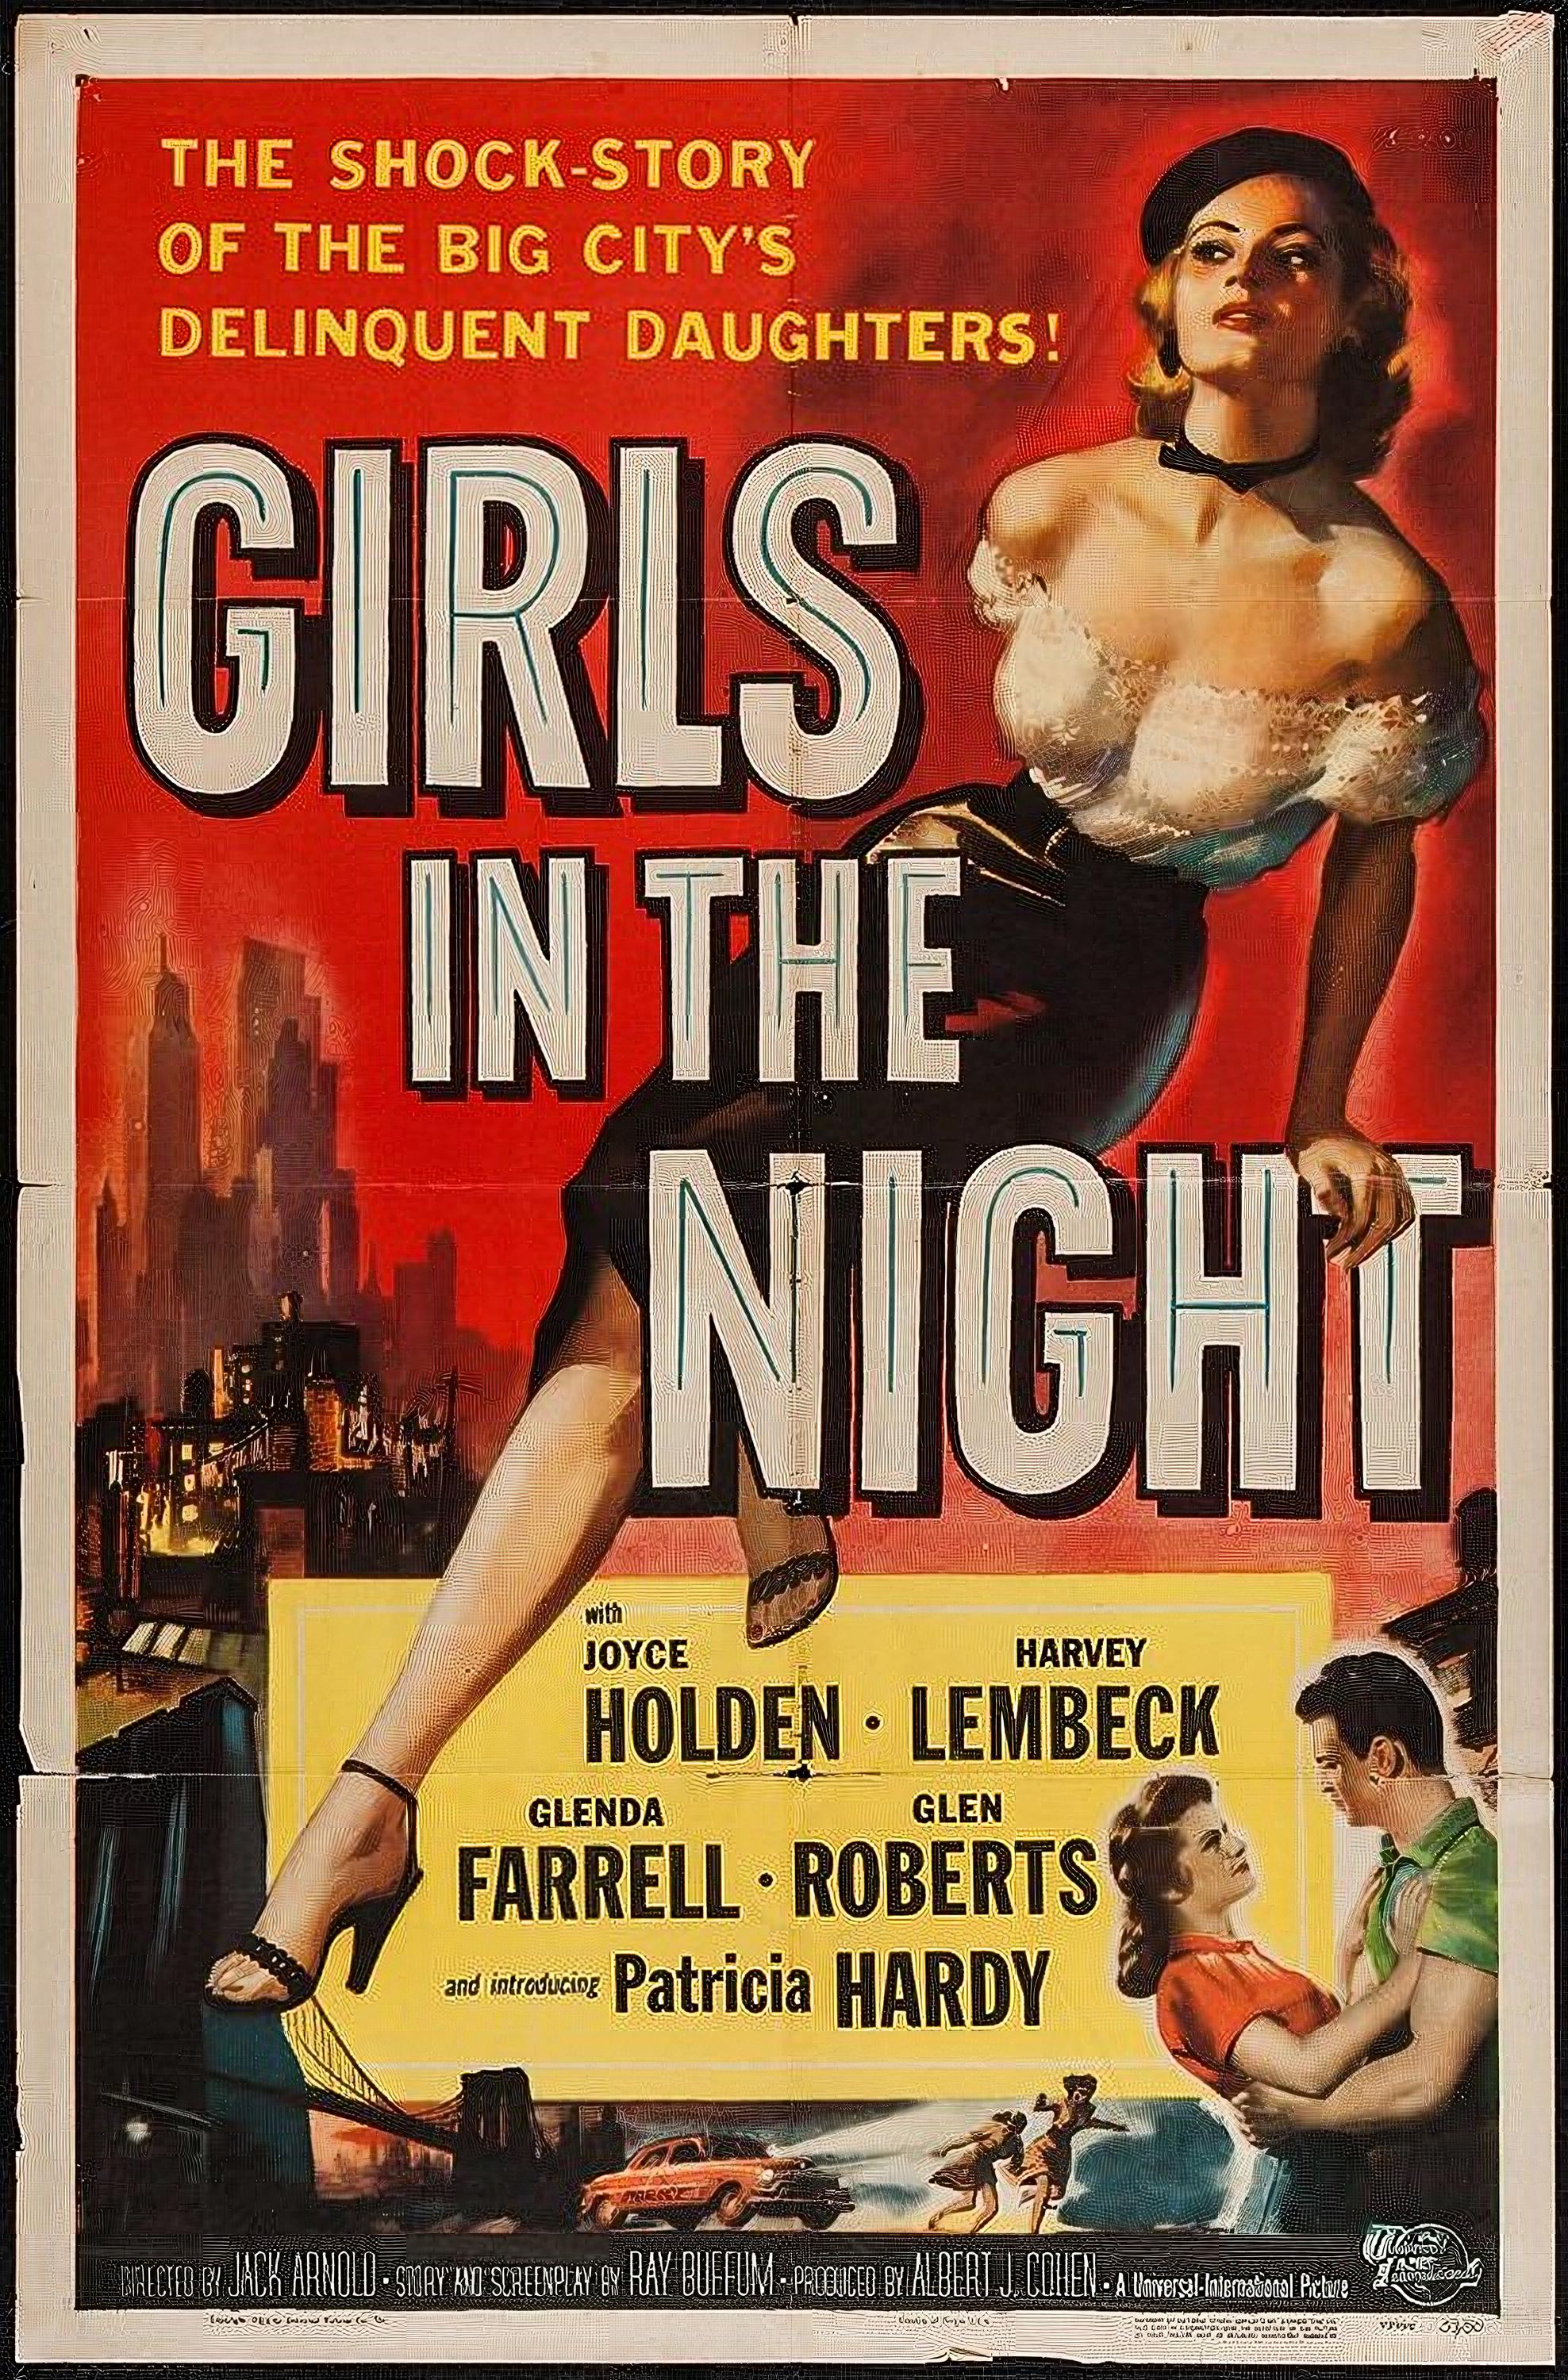 THE SHOCK-STORY
OF THE BIG CITY'S
DELINQUENT DAUGHTERS!
GIRLS
IN THE
NIGHT
with
JOYCE HOLDEN • HARVEY LEMBECK
GLENDA FARRELL • GLEN ROBERTS
and introducing Patricia HARDY
DIRECTED BY JACK ARNOLD • STORY AND SCREENPLAY BY RAY BUFFUM • PRODUCED BY ALBERT J. COHEN • A Universal-International Picture